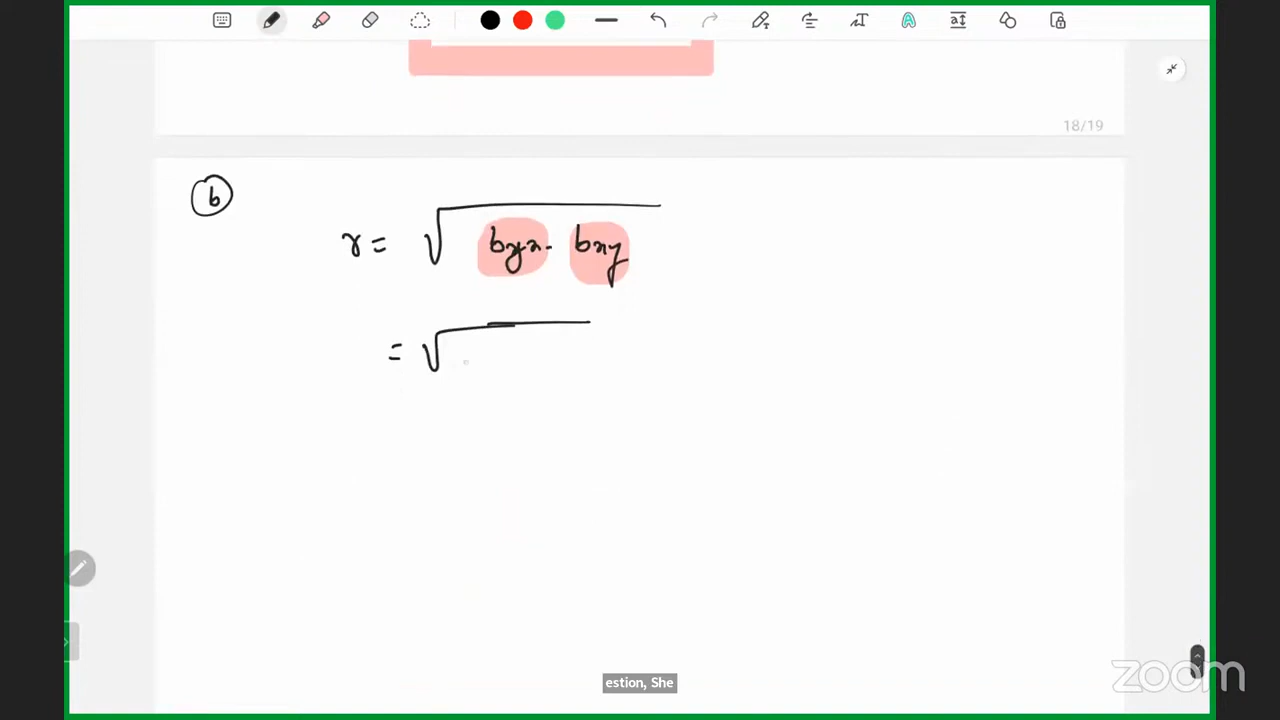 18/19
b
r = √ byx · bxy
= √
estion, She
zoom